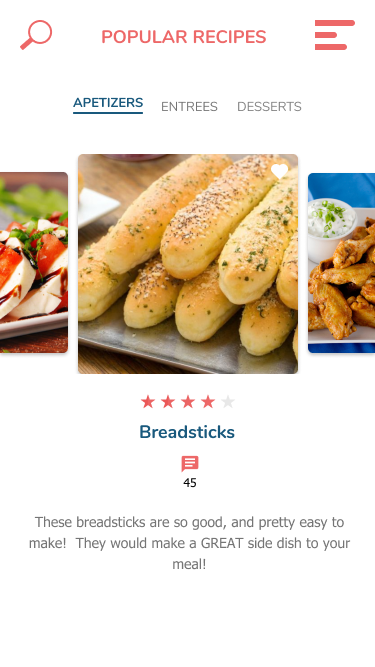 POPULAR RECIPES
APETIZERS ENTREES DESSERTS
Breadsticks
45
These breadsticks are so good, and pretty easy to
make! They would make a GREAT side dish to your
meal!